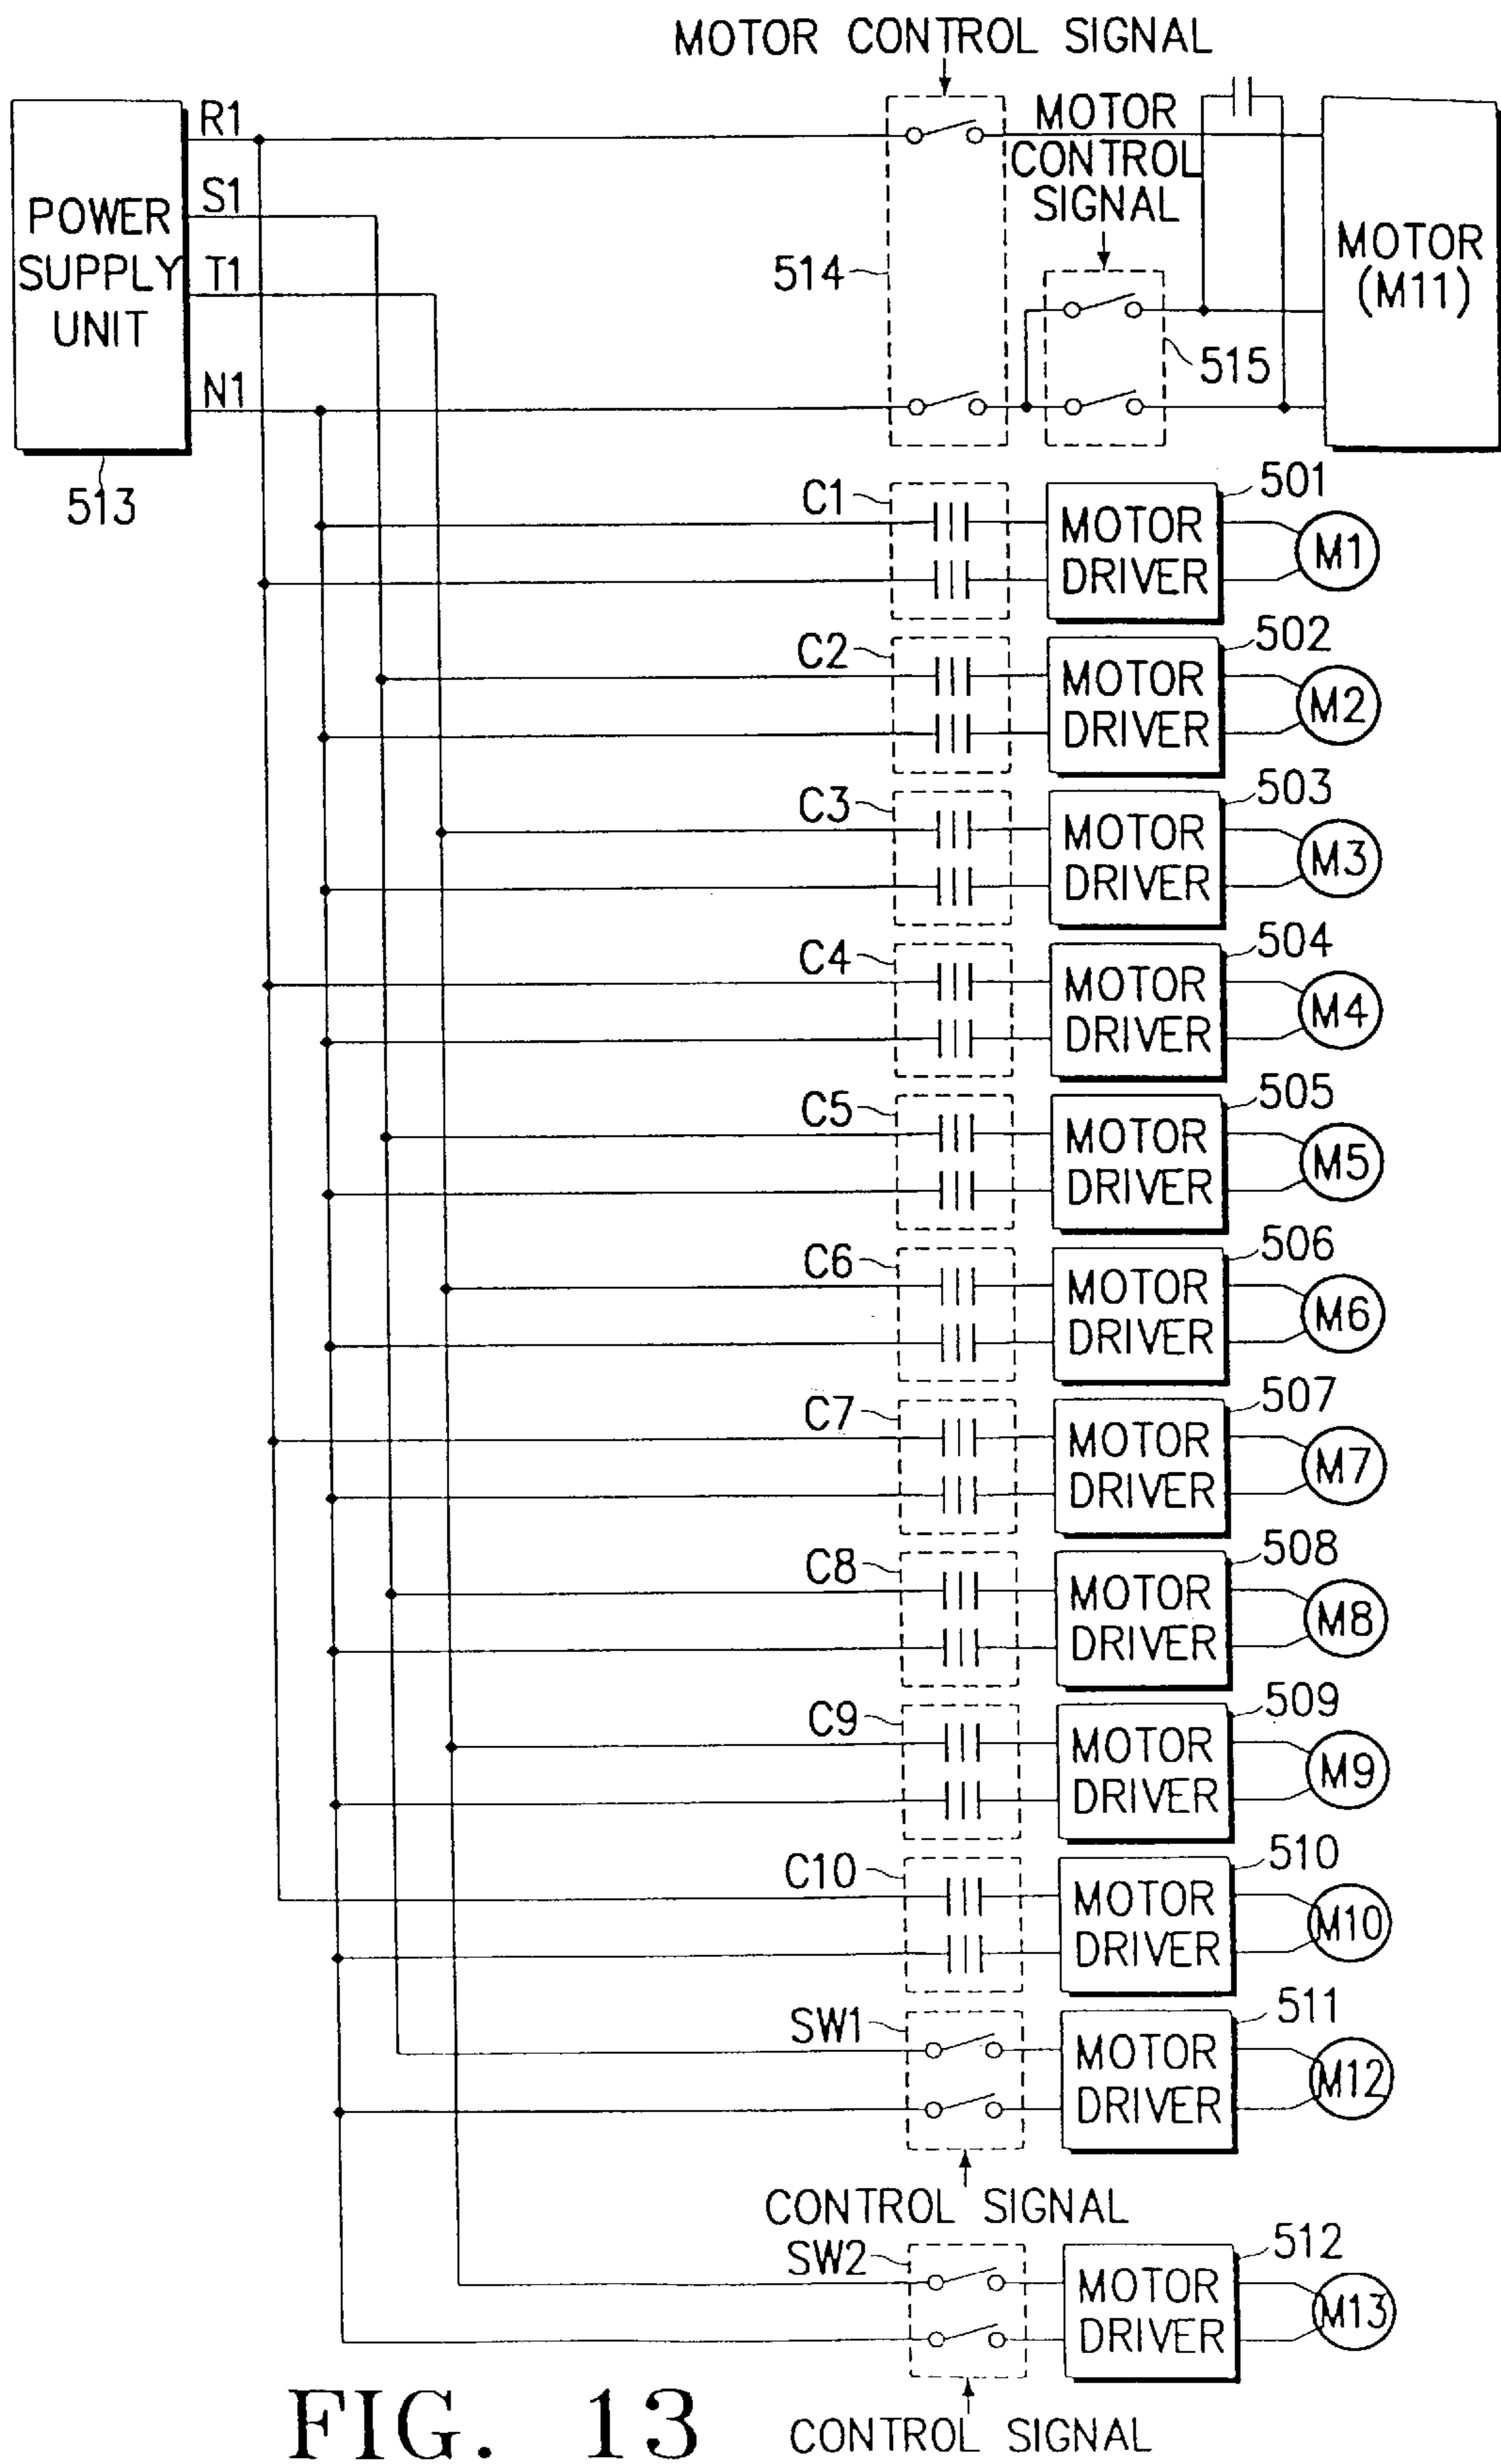 MOTOR CONTROL SIGNAL
R1
S1
T1
N1
POWER
SUPPLY
UNIT
513
514
MOTOR
CONTROL
SIGNAL
515
MOTOR
(M11)
C1
MOTOR
DRIVER
501
M1
C2
MOTOR
DRIVER
502
M2
C3
MOTOR
DRIVER
503
M3
C4
MOTOR
DRIVER
504
M4
C5
MOTOR
DRIVER
505
M5
C6
MOTOR
DRIVER
506
M6
C7
MOTOR
DRIVER
507
M7
C8
MOTOR
DRIVER
508
M8
C9
MOTOR
DRIVER
509
M9
C10
MOTOR
DRIVER
510
M10
SW1
MOTOR
DRIVER
511
M12
CONTROL SIGNAL
SW2
MOTOR
DRIVER
512
M13
CONTROL SIGNAL
FIG. 13